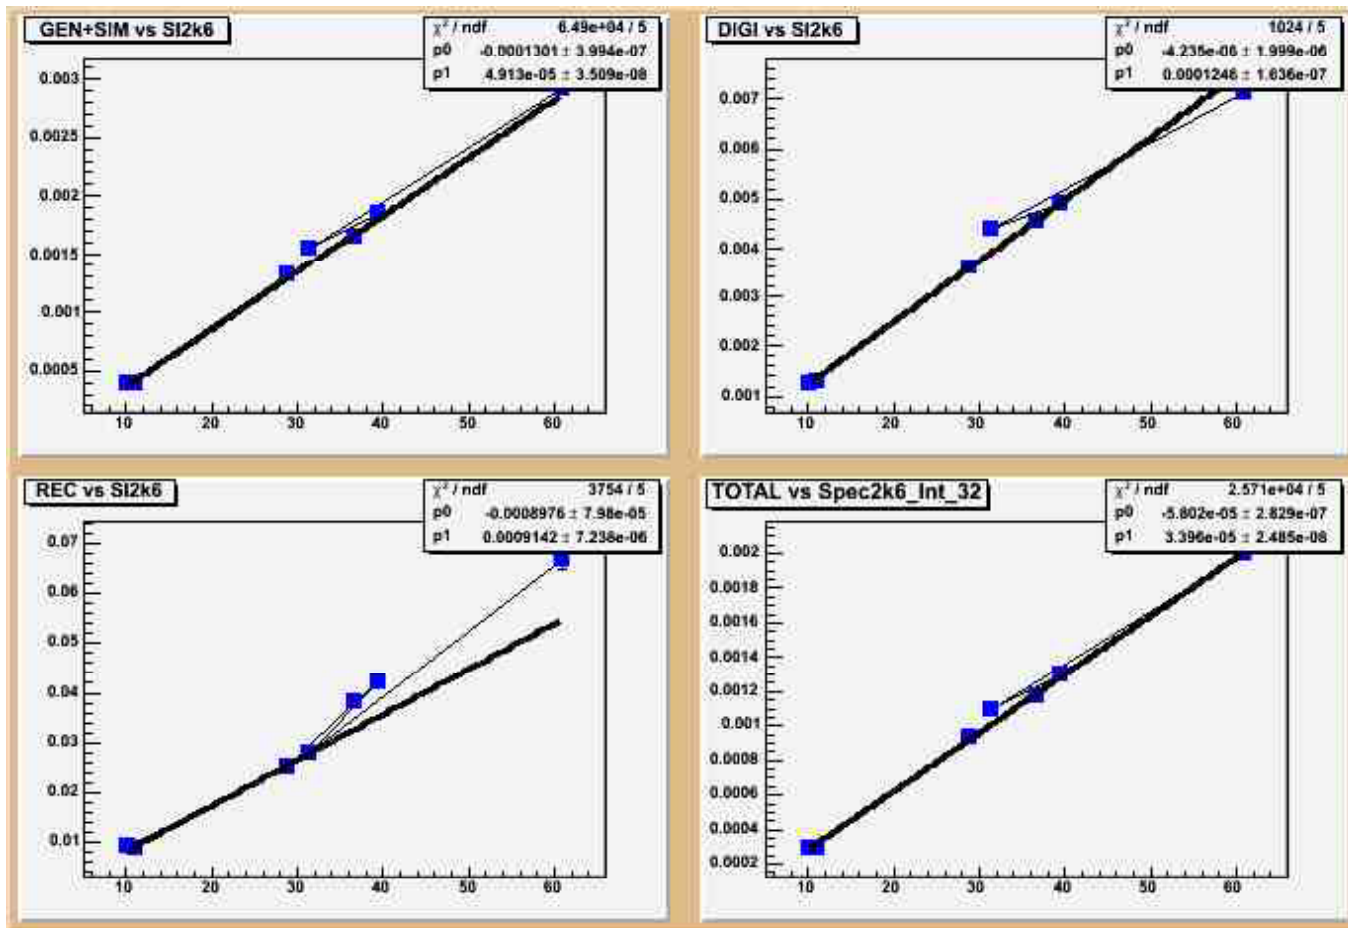 GEN+SIM vs SI2k6
χ² / ndf 6.49e+04 / 5
p0 -0.0001301 ± 3.994e-07
p1 4.913e-05 ± 3.509e-08
0.003
0.0025
0.002
0.0015
0.001
0.0005
10 20 30 40 50 60
DIGI vs SI2k6
χ² / ndf 1024 / 5
p0 -4.235e-06 ± 1.999e-06
p1 0.0001246 ± 1.636e-07
0.007
0.006
0.005
0.004
0.003
0.002
0.001
10 20 30 40 50 60
REC vs SI2k6
χ² / ndf 3754 / 5
p0 -0.0008976 ± 7.98e-05
p1 0.0009142 ± 7.238e-06
0.07
0.06
0.05
0.04
0.03
0.02
0.01
10 20 30 40 50 60
TOTAL vs Spec2k6_Int_32
χ² / ndf 2.571e+04 / 5
p0 -5.802e-05 ± 2.829e-07
p1 3.396e-05 ± 2.485e-08
0.002
0.0018
0.0016
0.0014
0.0012
0.001
0.0008
0.0006
0.0004
0.0002
10 20 30 40 50 60